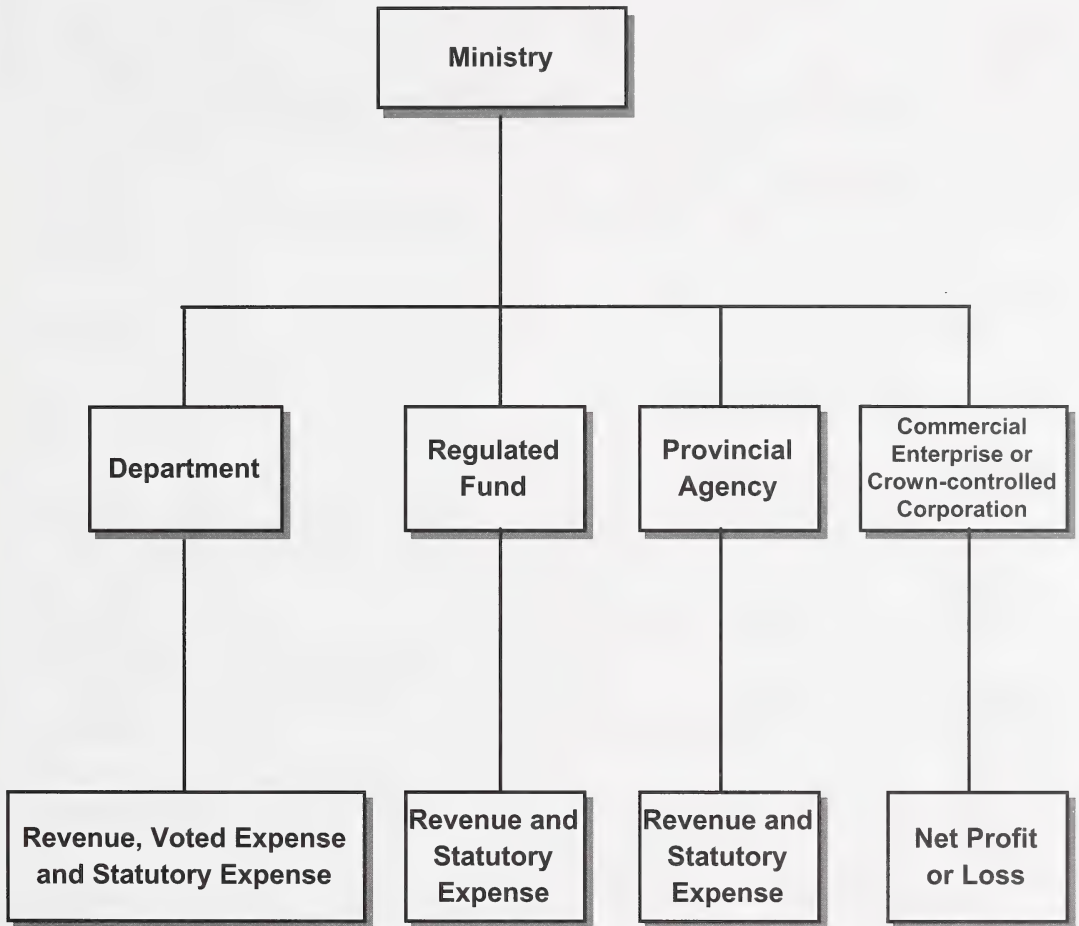 Ministry
Department
Regulated
Fund
Provincial
Agency
Commercial
Enterprise or
Crown-controlled
Corporation
Revenue, Voted Expense
and Statutory Expense
Revenue and
Statutory
Expense
Revenue and
Statutory
Expense
Net Profit
or Loss